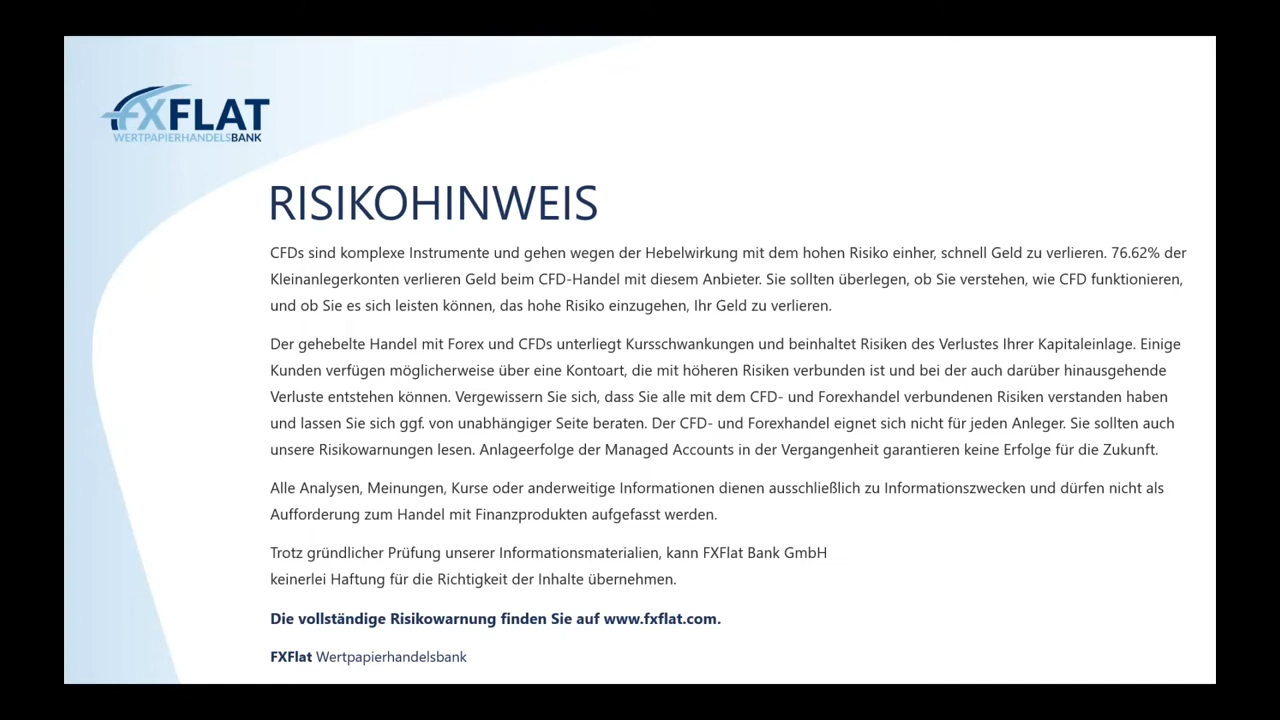 FXFLAT
WERTPAPIERHANDELSBANK
RISIKOHINWEIS
CFDs sind komplexe Instrumente und gehen wegen der Hebelwirkung mit dem hohen Risiko einher, schnell Geld zu verlieren. 76.62% der
Kleinanlegerkonten verlieren Geld beim CFD-Handel mit diesem Anbieter. Sie sollten überlegen, ob Sie verstehen, wie CFD funktionieren,
und ob Sie es sich leisten können, das hohe Risiko einzugehen, Ihr Geld zu verlieren.
Der gehebelte Handel mit Forex und CFDs unterliegt Kursschwankungen und beinhaltet Risiken des Verlustes Ihrer Kapitaleinlage. Einige
Kunden verfügen möglicherweise über eine Kontoart, die mit höheren Risiken verbunden ist und bei der auch darüber hinausgehende
Verluste entstehen können. Vergewissern Sie sich, dass Sie alle mit dem CFD- und Forexhandel verbundenen Risiken verstanden haben
und lassen Sie sich ggf. von unabhängiger Seite beraten. Der CFD- und Forexhandel eignet sich nicht für jeden Anleger. Sie sollten auch
unsere Risikowarnungen lesen. Anlageerfolge der Managed Accounts in der Vergangenheit garantieren keine Erfolge für die Zukunft.
Alle Analysen, Meinungen, Kurse oder anderweitige Informationen dienen ausschließlich zu Informationszwecken und dürfen nicht als
Aufforderung zum Handel mit Finanzprodukten aufgefasst werden.
Trotz gründlicher Prüfung unserer Informationsmaterialien, kann FXFlat Bank GmbH
keinerlei Haftung für die Richtigkeit der Inhalte übernehmen.
Die vollständige Risikowarnung finden Sie auf www.fxflat.com.
FXFlat Wertpapierhandelsbank